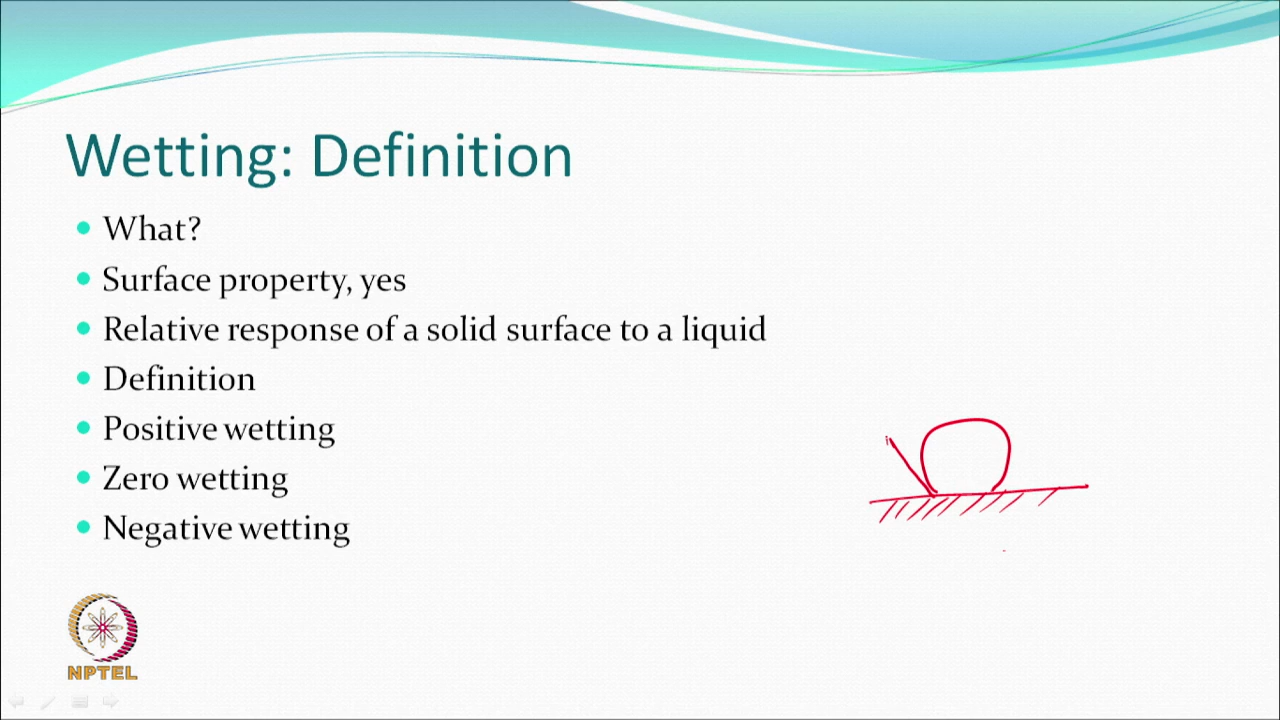 Wetting: Definition
What?
Surface property, yes
Relative response of a solid surface to a liquid
Definition
Positive wetting
Zero wetting
Negative wetting
NPTEL